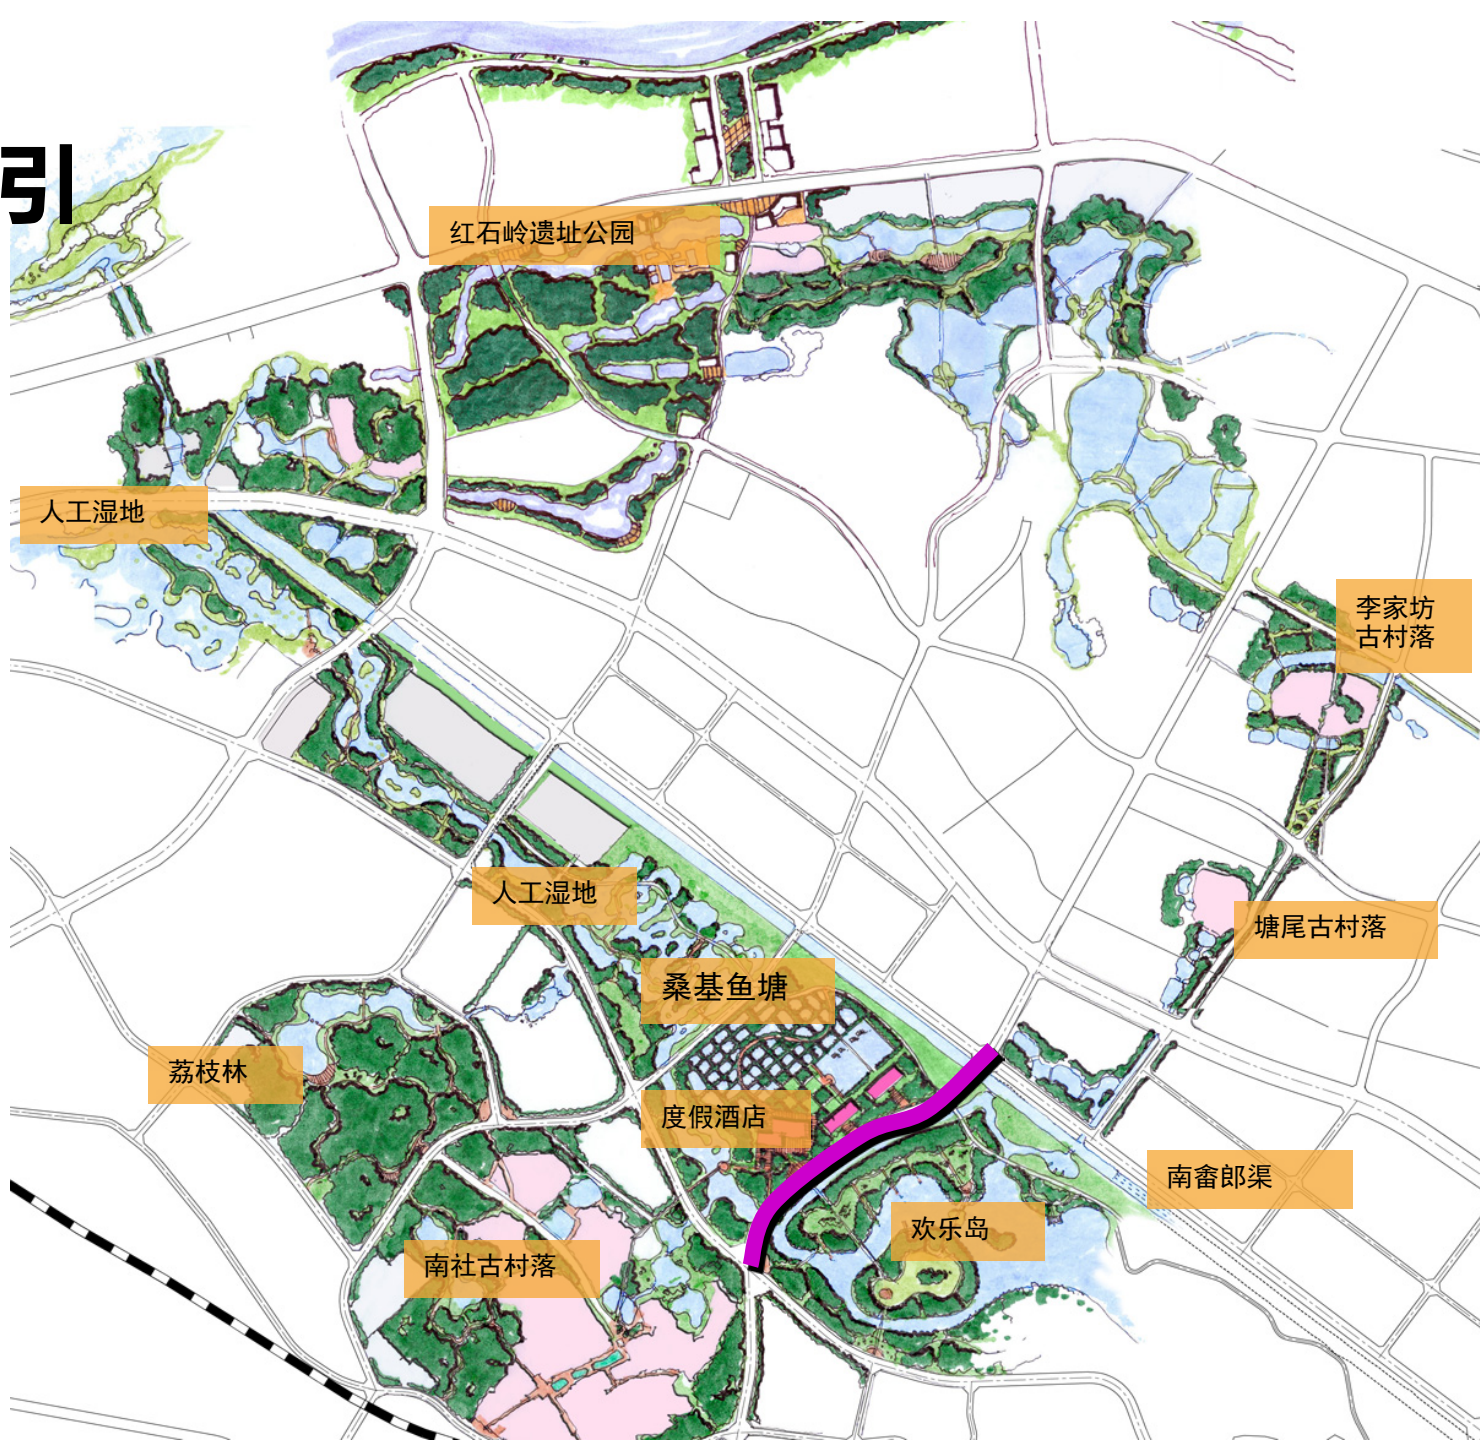 引
红石岭遗址公园
人工湿地
李家坊
古村落
人工湿地
塘尾古村落
桑基鱼塘
荔枝林
度假酒店
南畲郎渠
欢乐岛
南社古村落